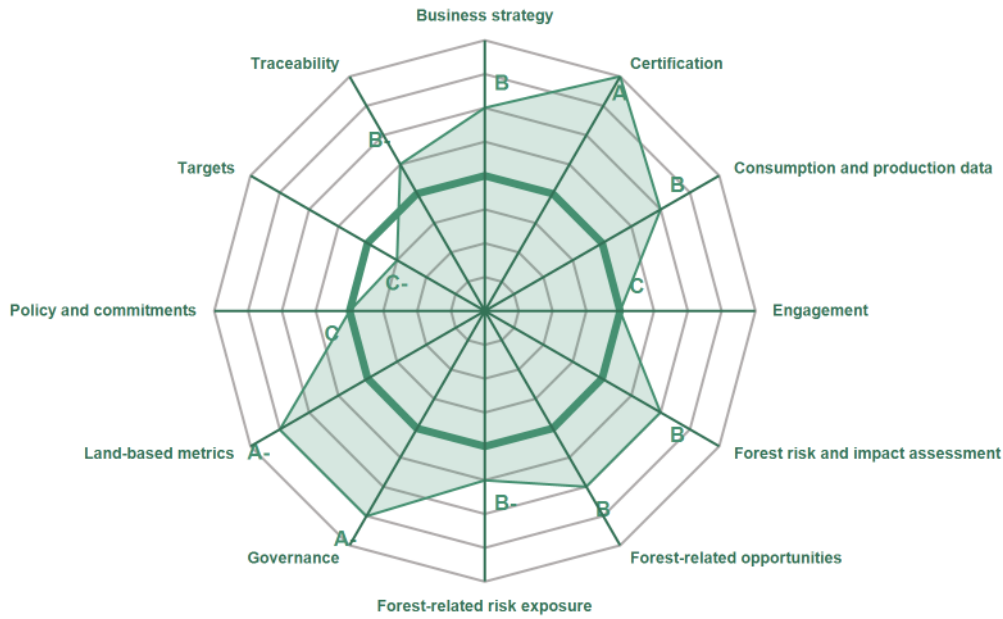 Business strategy
Traceability
Certification
B
A
B-
Targets
Consumption and production data
B
C-
C
Policy and commitments
Engagement
C
Land-based metrics
A-
B
Forest risk and impact assessment
B-
B
A-
Governance
Forest-related opportunities
Forest-related risk exposure